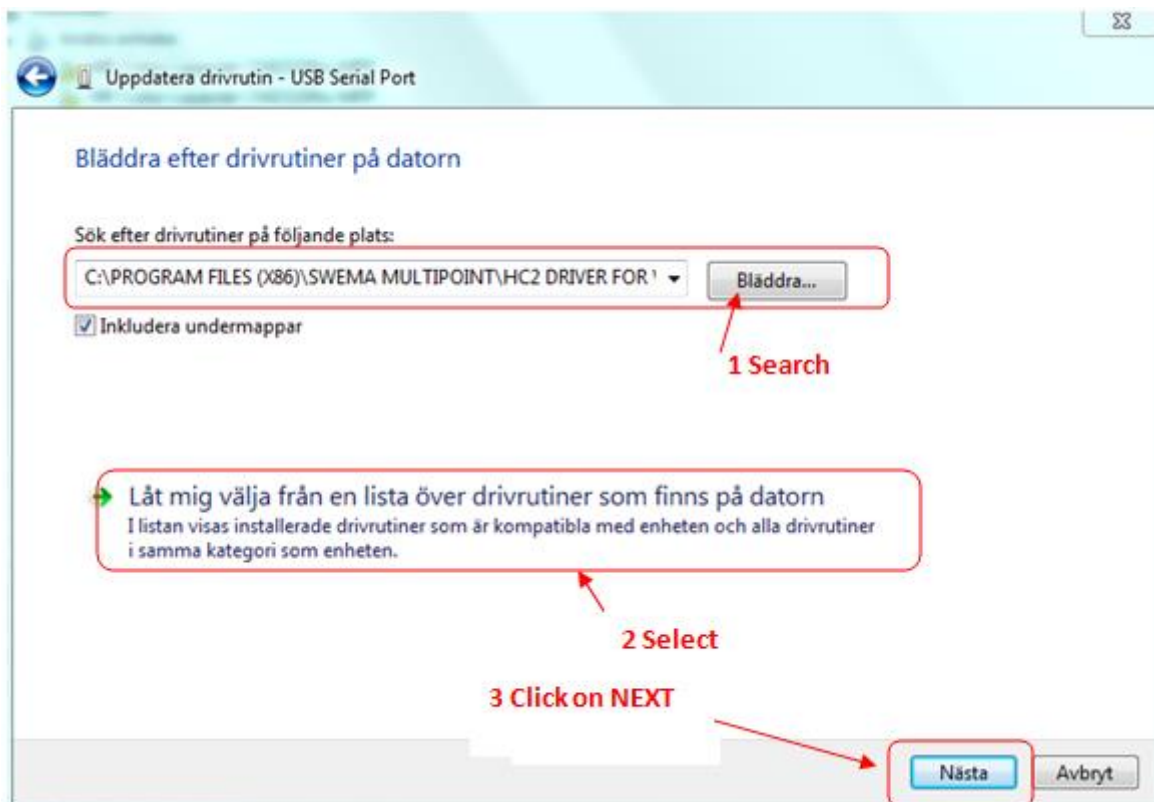 Uppdatera drivrutin - USB Serial Port
Bläddra efter drivrutiner på datorn
Sök efter drivrutiner på följande plats:
C:\PROGRAM FILES (X86)\SWEMA MULTIPOINT\HC2 DRIVER FOR
Bläddra...
Inkludera undermappar
1 Search
Låt mig välja från en lista över drivrutiner som finns på datorn
I listan visas installerade drivrutiner som är kompatibla med enheten och alla drivrutiner
i samma kategori som enheten.
2 Select
3 Click on NEXT
Nästa
Avbryt